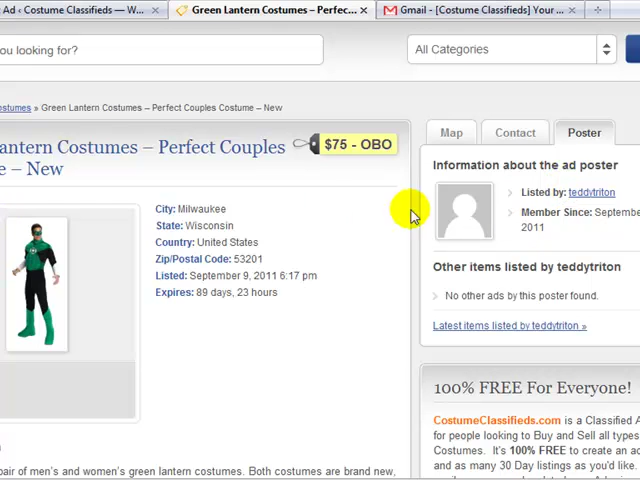 Ad ‹ Costume Classifieds — W...
Green Lantern Costumes – Perfec...
Gmail - [Costume Classifieds] Your ...
ou looking for?
All Categories
ostumes » Green Lantern Costumes – Perfect Couples Costume – New
antern Costumes – Perfect Couples
e – New
$75 - OBO
City: Milwaukee
State: Wisconsin
Country: United States
Zip/Postal Code: 53201
Listed: September 9, 2011 6:17 pm
Expires: 89 days, 23 hours
pair of men's and women's green lantern costumes. Both costumes are brand new,
Map
Contact
Poster
Information about the ad poster
Listed by: teddytriton
Member Since: Septembe
2011
Other items listed by teddytriton
No other ads by this poster found.
Latest items listed by teddytriton »
100% FREE For Everyone!
CostumeClassifieds.com is a Classified A
for people looking to Buy and Sell all types
Costumes. It's 100% FREE to create an ac
and as many 30 Day listings as you'd like.